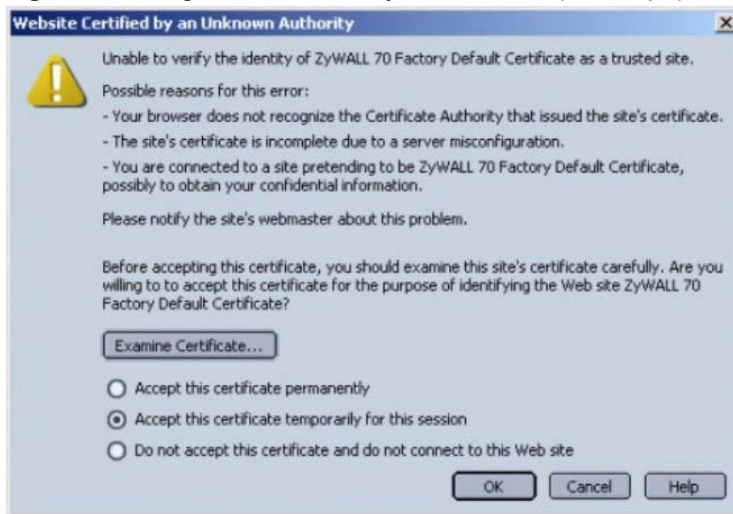 Website Certified by an Unknown Authority
Unable to verify the identity of ZyWALL 70 Factory Default Certificate as a trusted site.
Possible reasons for this error:
- Your browser does not recognize the Certificate Authority that issued the site's certificate.
- The site's certificate is incomplete due to a server misconfiguration.
- You are connected to a site pretending to be ZyWALL 70 Factory Default Certificate,
possibly to obtain your confidential information.
Please notify the site's webmaster about this problem.
Before accepting this certificate, you should examine this site's certificate carefully. Are you
willing to to accept this certificate for the purpose of identifying the Web site ZyWALL 70
Factory Default Certificate?
Examine Certificate...
Accept this certificate permanently
Accept this certificate temporarily for this session
Do not accept this certificate and do not connect to this Web site
OK Cancel Help